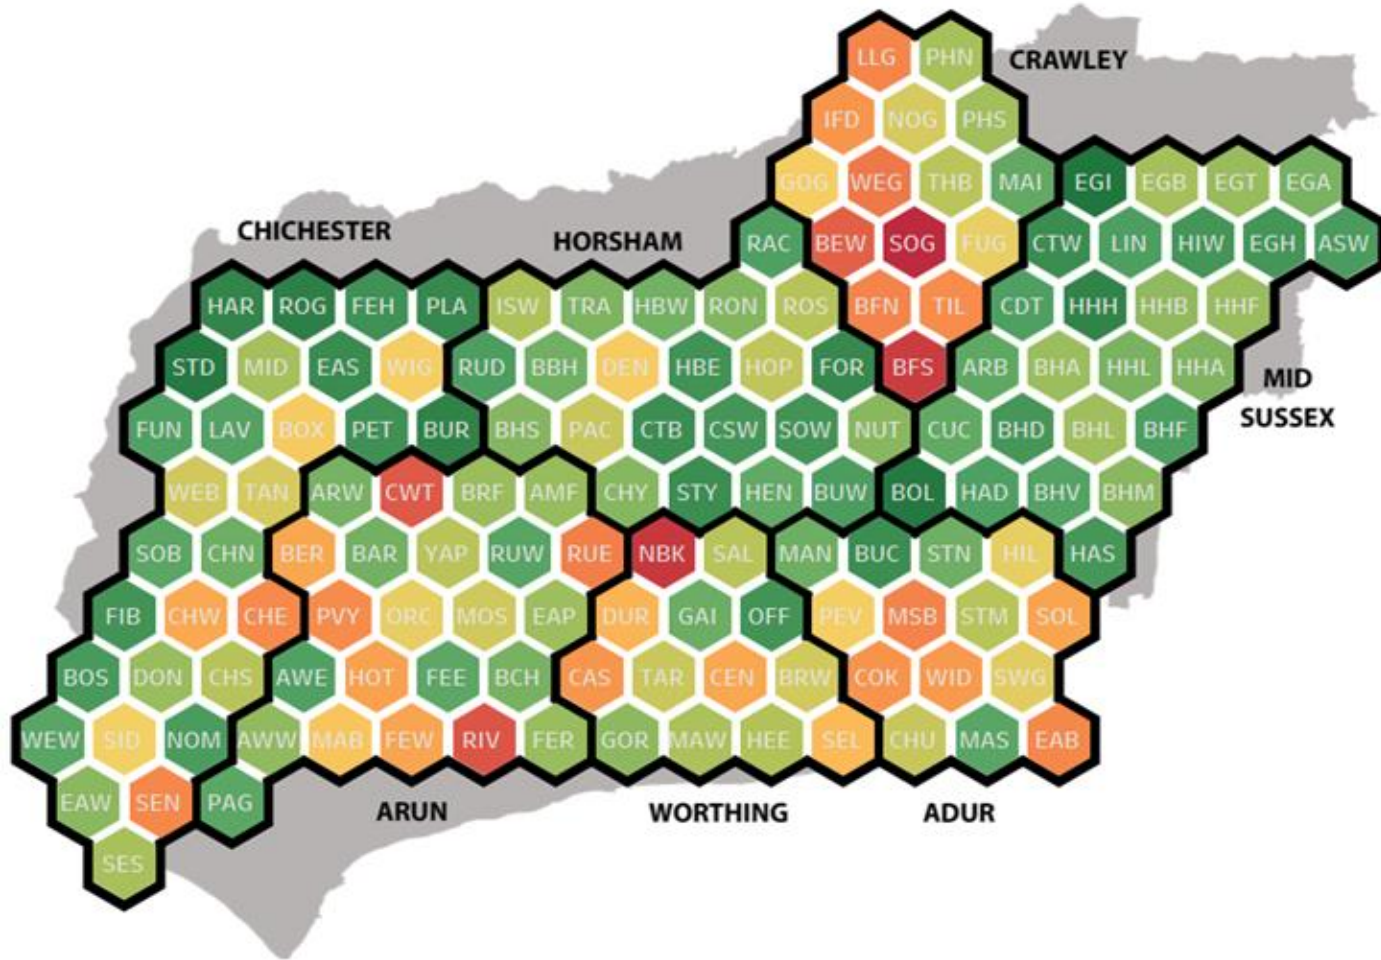 LLG PHN CRAWLEY
IFD NOG PHS
GOG WEG THB MAI EGI EGB EGT EGA
CHICHESTER HORSHAM RAC BEW SOG FUG CTW LIN HIW EGH ASW
HAR ROG FEH PLA ISW TRA HBW RON ROS BFN TIL CDT HHH HHB HHF
STD MID EAS WIG RUD BBH DEN HBE HOP FOR BFS ARB BHA HHL HHA MID
SUSSEX
FUN LAV BOX PET BUR BHS PAC CTB CSW SOW NUT CUC BHD BHL BHF
WEB TAN ARW CWT BRF AMF CHY STY HEN BUW BOL HAD BHV BHM
SOB CHN BER BAR YAP RUW RUE NBK SAL MAN BUC STN HIL HAS
FIB CHW CHE PVY ORC MOS EAP DUR GAI OFF PEV MSB STM SOL
BOS DON CHS AWE HOT FEE BCH CAS TAR CEN BRW COK WID SWG
WEW SID NOM AWW MAB FEW RIV FER GOR MAW HEE SEL CHU MAS EAB
EAW SEN PAG ARUN WORTHING ADUR
SES